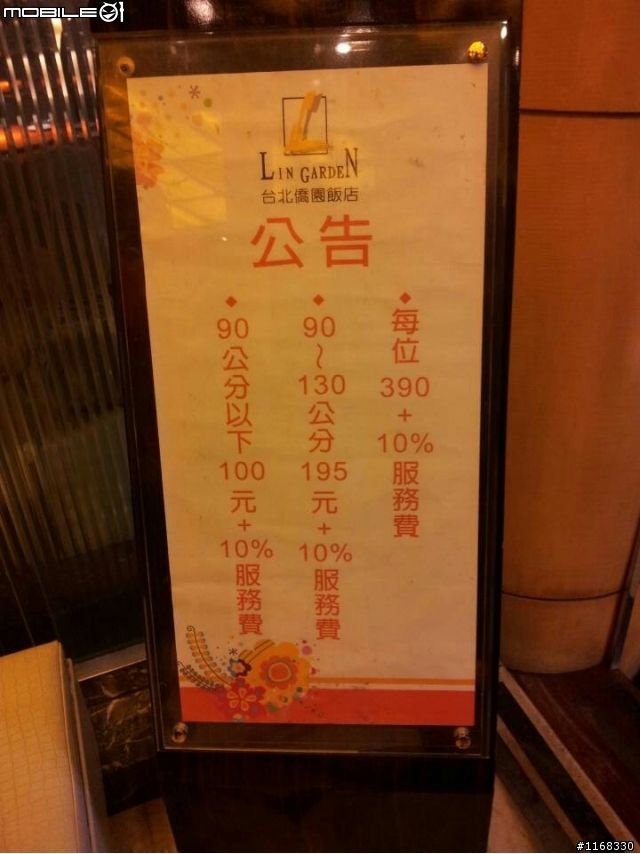 MOBILE01
L
LIN GARDEN
台北僑園飯店
公告
◆每位390+10%服務費
◆90~130公分195元+10%服務費
◆90公分以下100元+10%服務費
#1168330